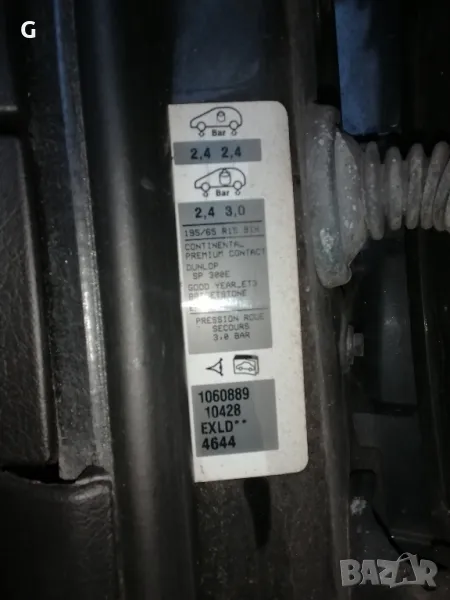 G
Bar
2,4 2,4
Bar
2,4 3,0
195/65 R15 91H
CONTINENTAL
PREMIUM CONTACT
DUNLOP
SP 300E
GOOD YEAR
PRESSION ROUE
SECOURS
3,0 BAR
1060889
10428
EXLD**
4644
BAZAR